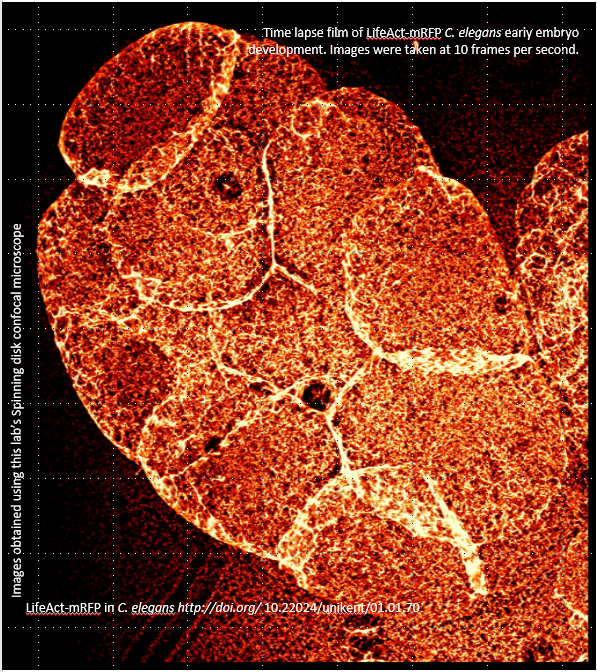 Time lapse film of LifeAct-mRFP C. elegans early embryo
development. Images were taken at 10 frames per second.
Images obtained using this lab's Spinning disk confocal microscope
LifeAct-mRFP in C. elegans http://doi.org/ 10.22024/unikent/01.01.70